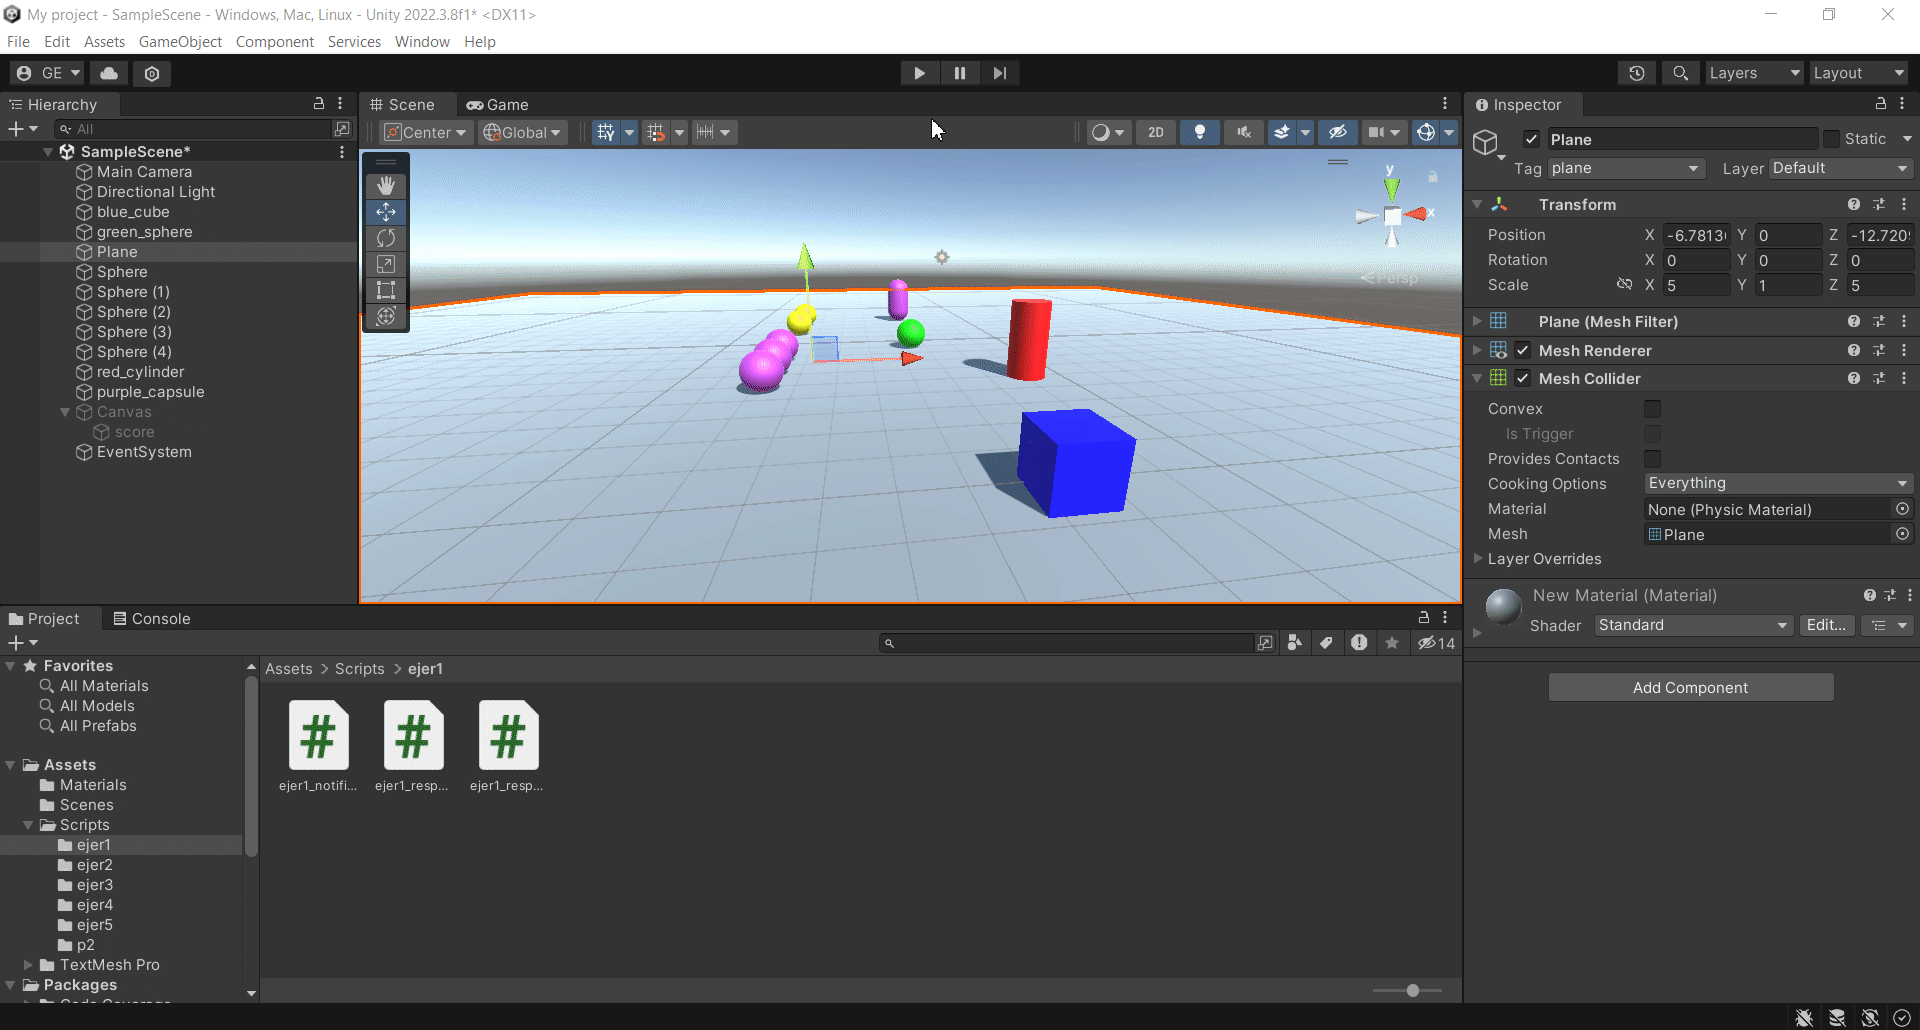 My project - SampleScene - Windows, Mac, Linux - Unity 2022.3.8f1* <DX11>
File Edit Assets GameObject Component Services Window Help
GE
Layers
Layout
Hierarchy
All
SampleScene*
Main Camera
Directional Light
blue_cube
green_sphere
Plane
Sphere
Sphere (1)
Sphere (2)
Sphere (3)
Sphere (4)
red_cylinder
purple_capsule
Canvas
score
EventSystem
Scene
Game
Center
Global
2D
y
x
Persp
Inspector
Plane
Static
Tag plane
Layer Default
Transform
Position X -6.7813 Y 0 Z -12.720
Rotation X 0 Y 0 Z 0
Scale X 5 Y 1 Z 5
Plane (Mesh Filter)
Mesh Renderer
Mesh Collider
Convex
Is Trigger
Provides Contacts
Cooking Options Everything
Material None (Physic Material)
Mesh Plane
Layer Overrides
New Material (Material)
Shader Standard Edit...
Add Component
Project
Console
14
Favorites
All Materials
All Models
All Prefabs
Assets
Materials
Scenes
Scripts
ejer1
ejer2
ejer3
ejer4
ejer5
p2
TextMesh Pro
Packages
Assets > Scripts > ejer1
ejer1_notifi... ejer1_resp... ejer1_resp...